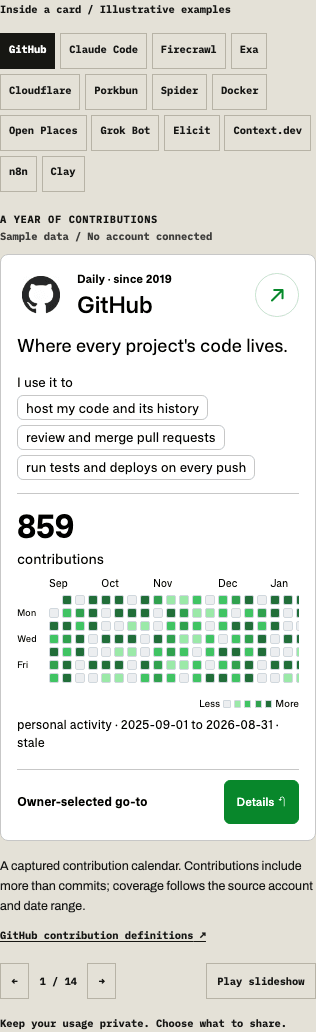 Inside a card / Illustrative examples
GitHub Claude Code Firecrawl Exa
Cloudflare Porkbun Spider Docker
Open Places Grok Bot Elicit Context.dev
n8n Clay
A YEAR OF CONTRIBUTIONS
Sample data / No account connected
Daily · since 2019
GitHub
Where every project's code lives.
I use it to
host my code and its history
review and merge pull requests
run tests and deploys on every push
859
contributions
Sep Oct Nov Dec Jan
Mon
Wed
Fri
Less More
personal activity · 2025-09-01 to 2026-08-31 ·
stale
Owner-selected go-to
Details
A captured contribution calendar. Contributions include
more than commits; coverage follows the source account
and date range.
GitHub contribution definitions ↗
← 1 / 14 → Play slideshow
Keep your usage private. Choose what to share.